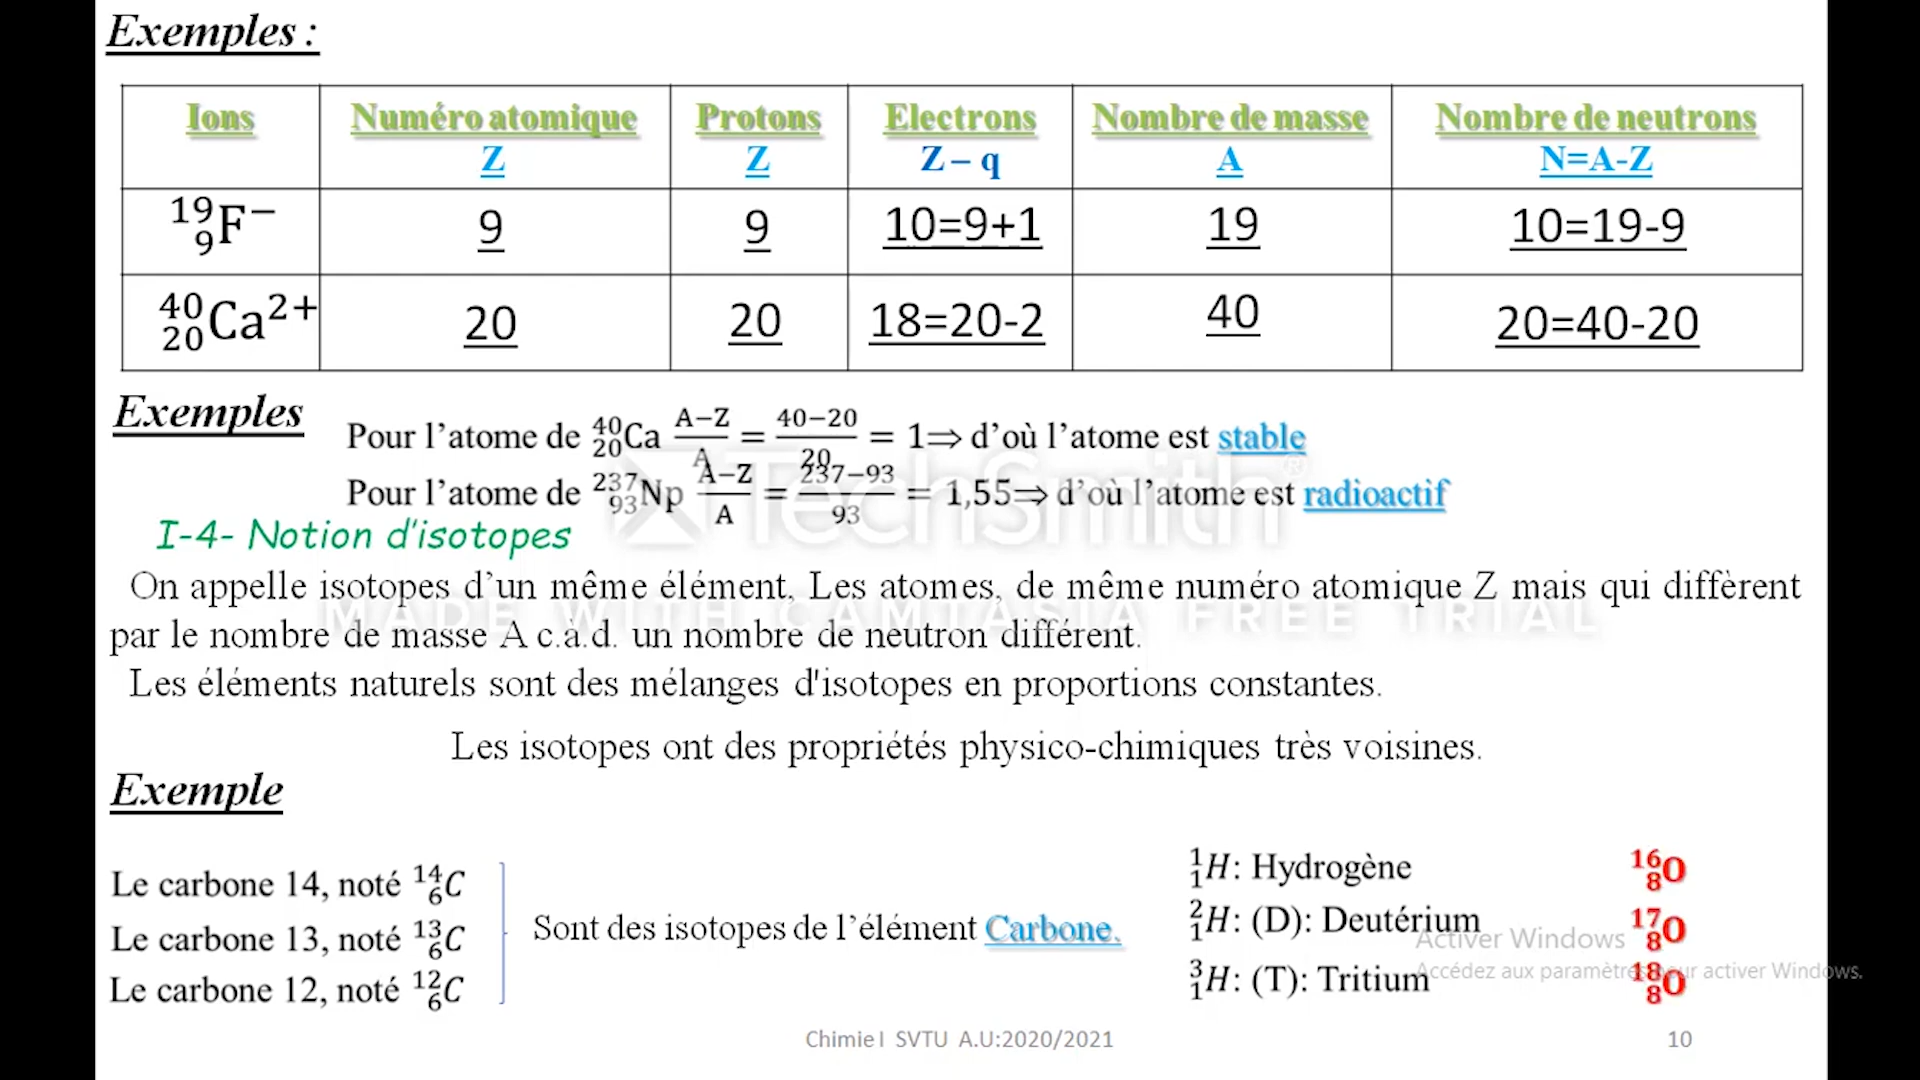 Exemples :
Ions Numéro atomique Z Protons Z Electrons Z – q Nombre de masse A Nombre de neutrons N=A-Z
¹⁹₉F⁻ 9 9 10=9+1 19 10=19-9
⁴⁰₂₀Ca²⁺ 20 20 18=20-2 40 20=40-20
Exemples
Pour l'atome de ⁴⁰₂₀Ca (A−Z)/A = (40−20)/20 = 1⇒ d'où l'atome est stable
Pour l'atome de ²³⁷₉₃Np (A−Z)/A = (237−93)/93 = 1,55⇒ d'où l'atome est radioactif
TechSmith®
I-4- Notion d'isotopes
On appelle isotopes d'un même élément, Les atomes, de même numéro atomique Z mais qui diffèrent
MADE WITH CAMTASIA FREE TRIAL
par le nombre de masse A c.à.d. un nombre de neutron différent.
Les éléments naturels sont des mélanges d'isotopes en proportions constantes.
Les isotopes ont des propriétés physico-chimiques très voisines.
Exemple
Le carbone 14, noté ¹⁴₆C
Le carbone 13, noté ¹³₆C
Le carbone 12, noté ¹²₆C
Sont des isotopes de l'élément Carbone.
¹₁H: Hydrogène
²₁H: (D): Deutérium
³₁H: (T): Tritium
¹⁶₈O
¹⁷₈O
¹⁸₈O
Activer Windows
Accédez aux paramètres pour activer Windows.
Chimie I SVTU A.U:2020/2021
10